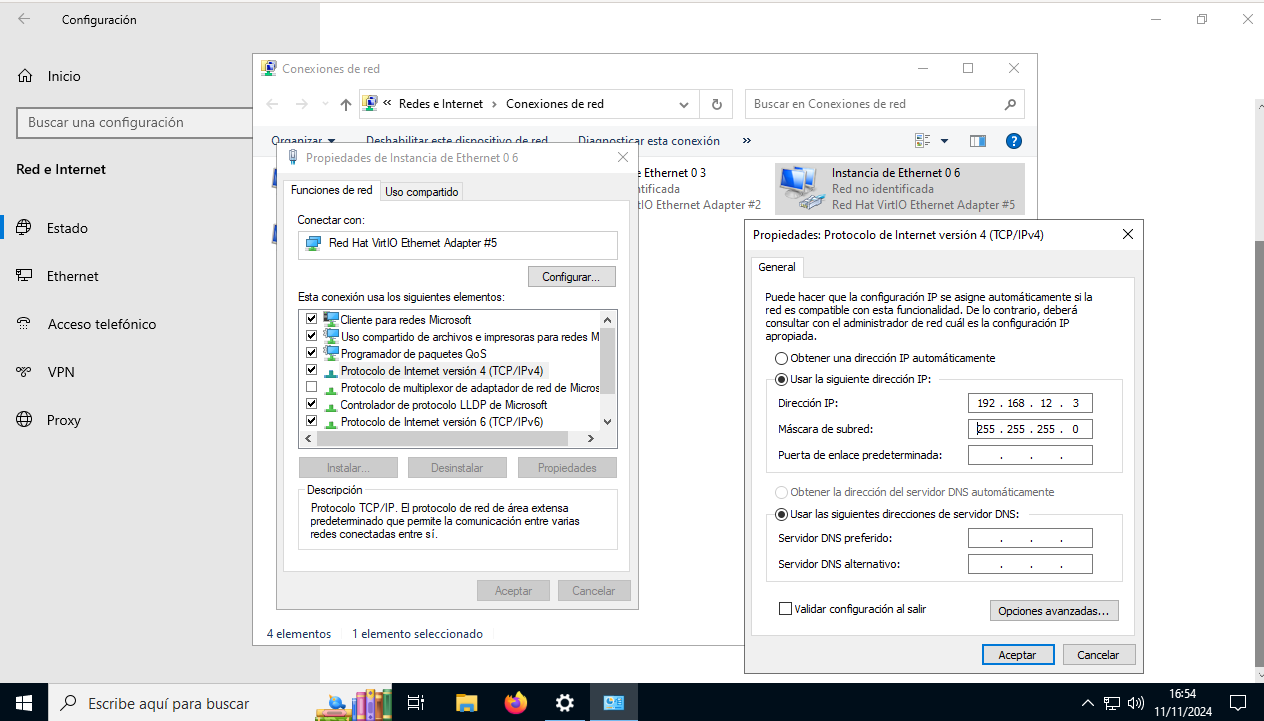 Configuración
Inicio
Buscar una configuración
Red e Internet
Estado
Ethernet
Acceso telefónico
VPN
Proxy
Conexiones de red
« Redes e Internet › Conexiones de red
Buscar en Conexiones de red
Organizar
Deshabilitar este dispositivo de red
Diagnosticar esta conexión
»
e Ethernet 0 3
ntificada
IO Ethernet Adapter #2
Instancia de Ethernet 0 6
Red no identificada
Red Hat VirtIO Ethernet Adapter #5
4 elementos
1 elemento seleccionado
Propiedades de Instancia de Ethernet 0 6
Funciones de red
Uso compartido
Conectar con:
Red Hat VirtIO Ethernet Adapter #5
Configurar...
Esta conexión usa los siguientes elementos:
Cliente para redes Microsoft
Uso compartido de archivos e impresoras para redes M
Programador de paquetes QoS
Protocolo de Internet versión 4 (TCP/IPv4)
Protocolo de multiplexor de adaptador de red de Micros
Controlador de protocolo LLDP de Microsoft
Protocolo de Internet versión 6 (TCP/IPv6)
Instalar...
Desinstalar
Propiedades
Descripción
Protocolo TCP/IP. El protocolo de red de área extensa
predeterminado que permite la comunicación entre varias
redes conectadas entre sí.
Aceptar
Cancelar
Propiedades: Protocolo de Internet versión 4 (TCP/IPv4)
General
Puede hacer que la configuración IP se asigne automáticamente si la
red es compatible con esta funcionalidad. De lo contrario, deberá
consultar con el administrador de red cuál es la configuración IP
apropiada.
Obtener una dirección IP automáticamente
Usar la siguiente dirección IP:
Dirección IP:
192 . 168 . 12 . 3
Máscara de subred:
255 . 255 . 255 . 0
Puerta de enlace predeterminada:
. . .
Obtener la dirección del servidor DNS automáticamente
Usar las siguientes direcciones de servidor DNS:
Servidor DNS preferido:
. . .
Servidor DNS alternativo:
. . .
Validar configuración al salir
Opciones avanzadas...
Aceptar
Cancelar
Escribe aquí para buscar
16:54
11/11/2024